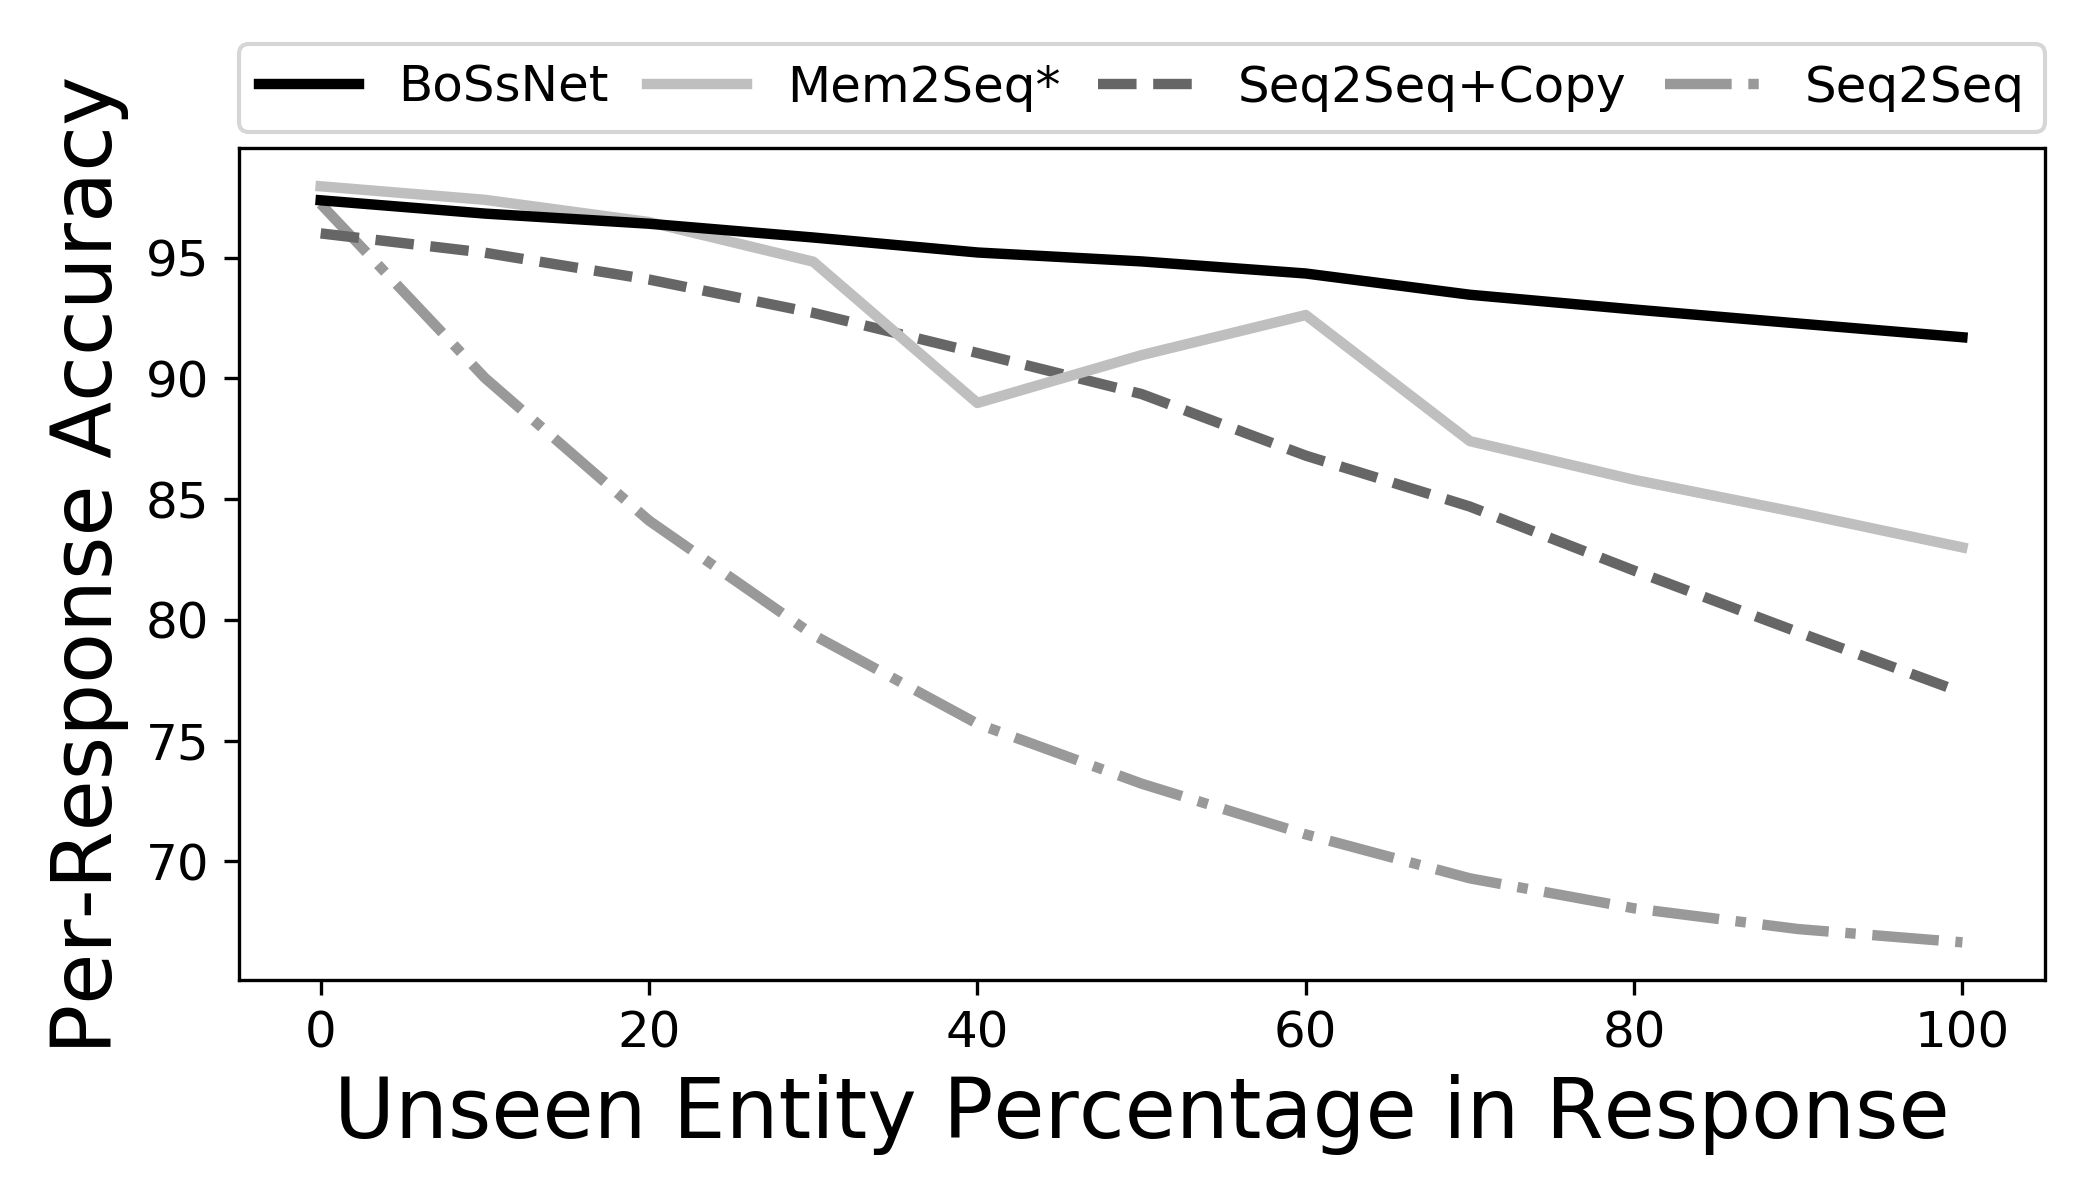 BoSsNet Mem2Seq* Seq2Seq+Copy Seq2Seq
Per-Response Accuracy
95
90
85
80
75
70
0 20 40 60 80 100
Unseen Entity Percentage in Response